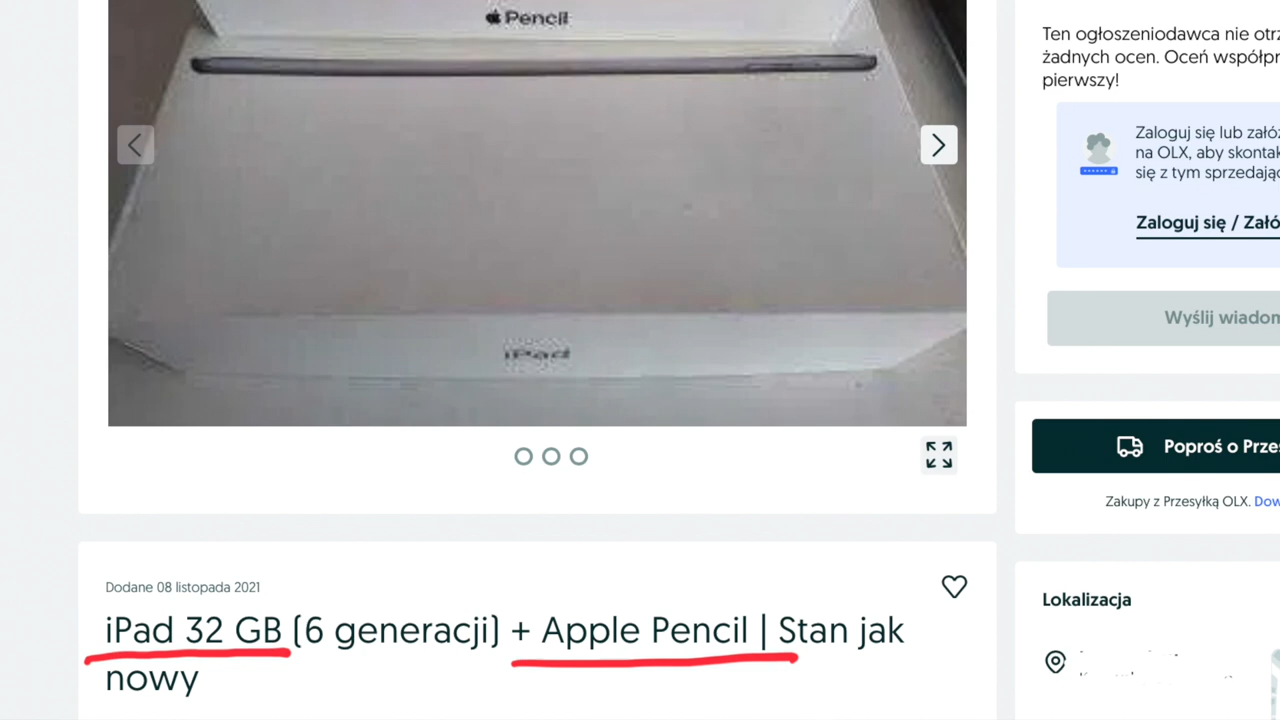 Pencil
iPad
Ten ogłoszeniodawca nie otrz
żadnych ocen. Oceń współpr
pierwszy!
Zaloguj się lub załóż
na OLX, aby skontak
się z tym sprzedając
Zaloguj się / Załó
Wyślij wiadom
Poproś o Przes
Zakupy z Przesyłką OLX. Dow
Dodane 08 listopada 2021
iPad 32 GB (6 generacji) + Apple Pencil | Stan jak
nowy
Lokalizacja